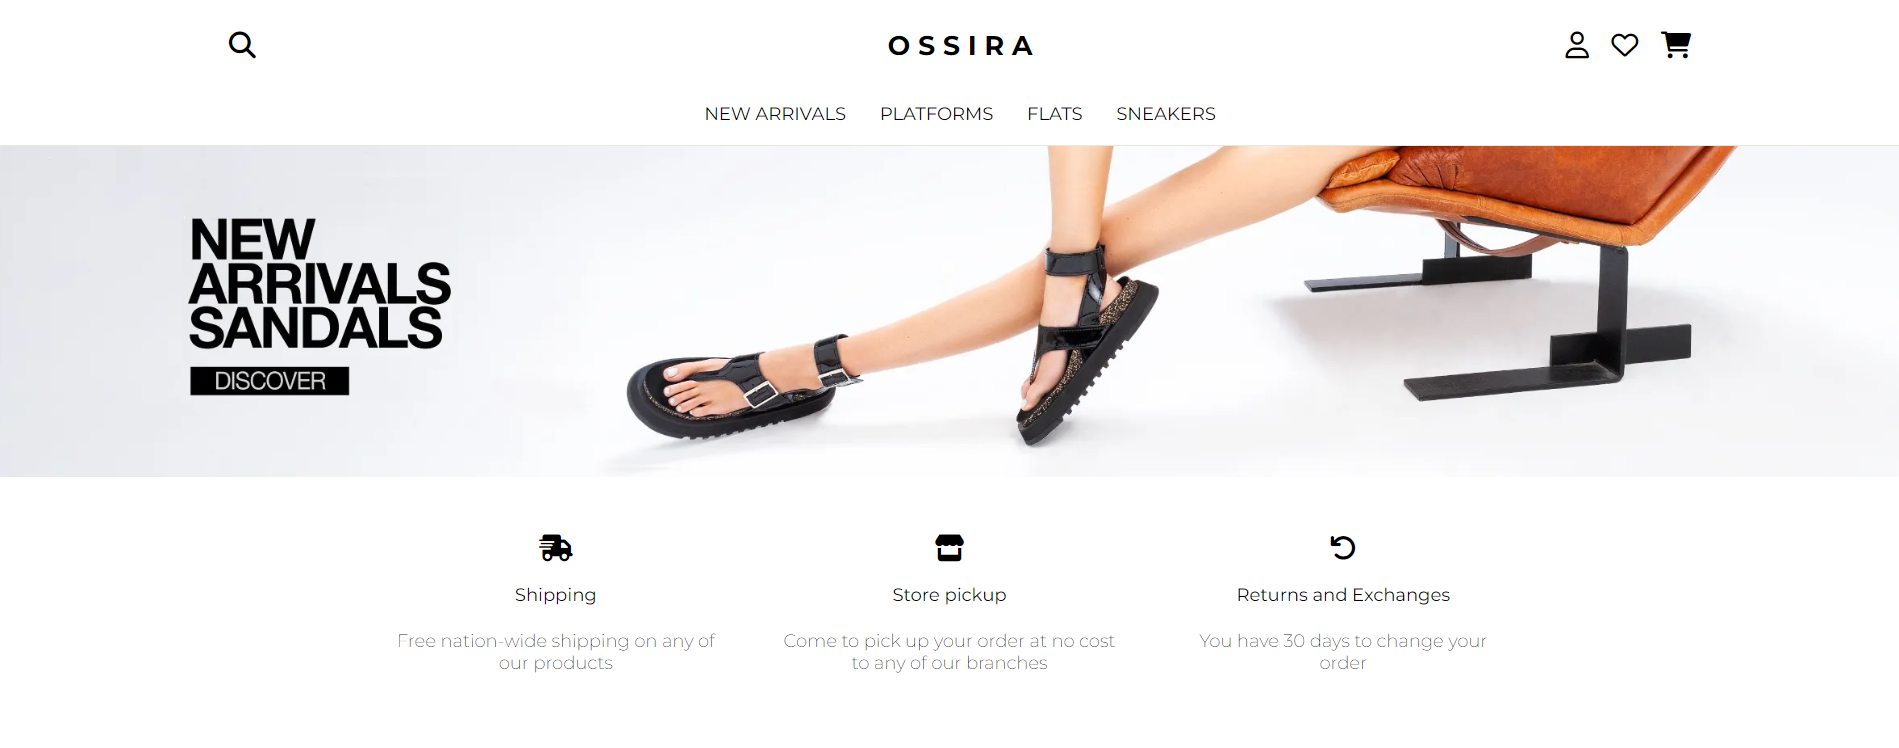 OSSIRA
NEW ARRIVALS PLATFORMS FLATS SNEAKERS
NEW
ARRIVALS
SANDALS
DISCOVER
Shipping
Free nation-wide shipping on any of
our products
Store pickup
Come to pick up your order at no cost
to any of our branches
Returns and Exchanges
You have 30 days to change your
order